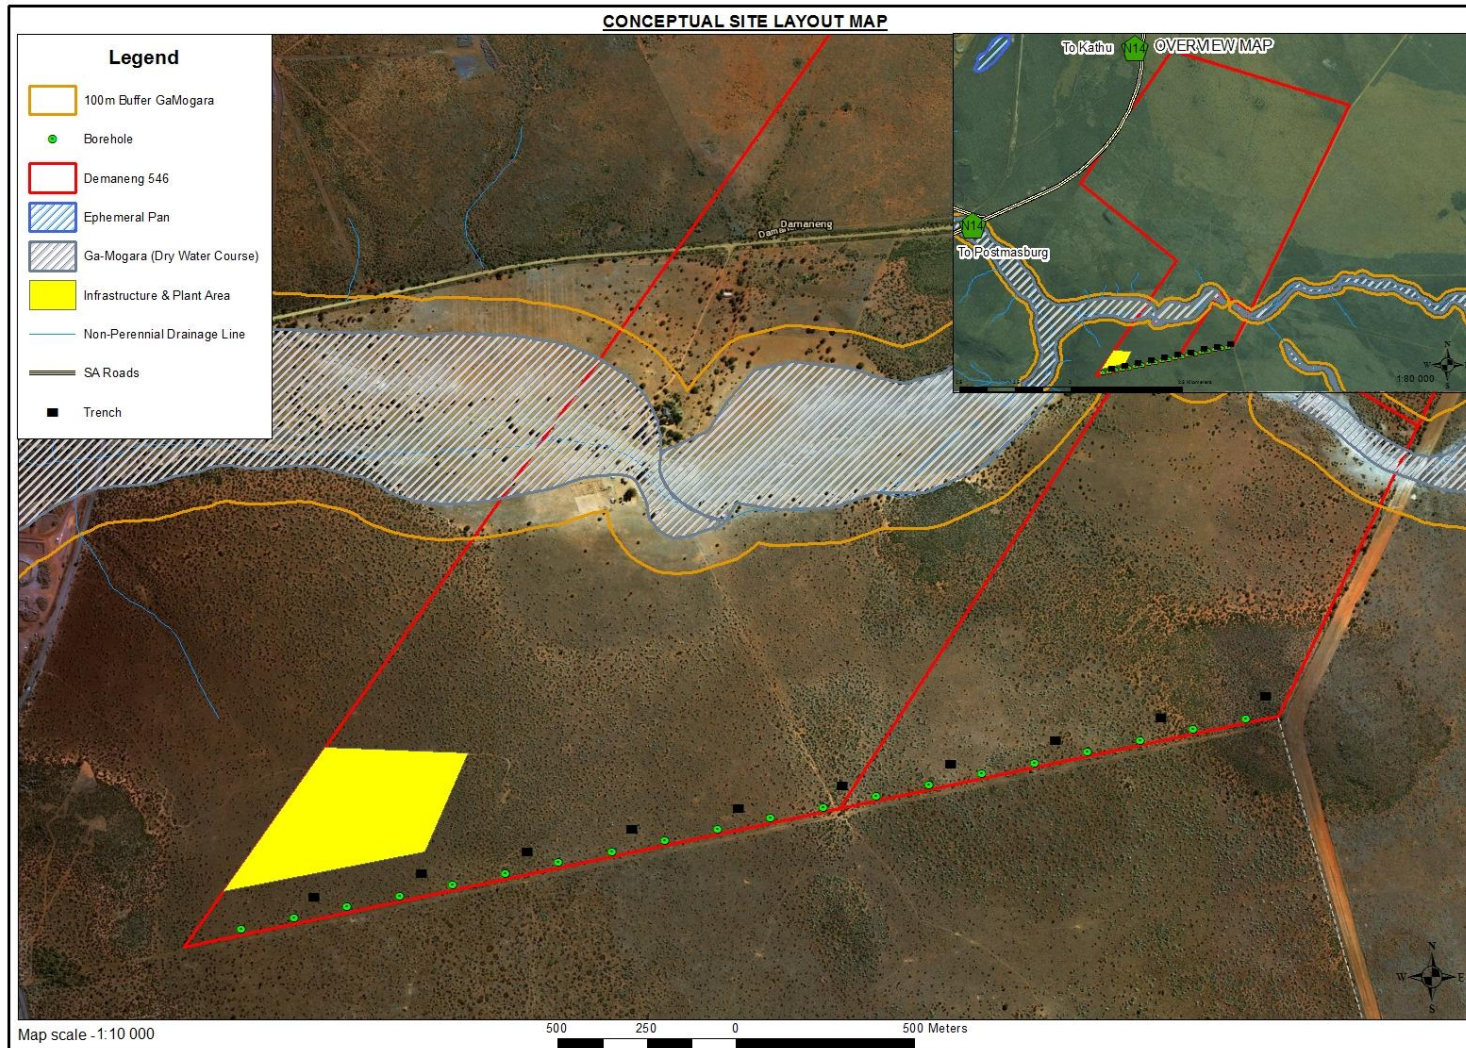 CONCEPTUAL SITE LAYOUT MAP
Legend
100m Buffer GaMogara
Borehole
Demaneng 546
Ephemeral Pan
Ga-Mogara (Dry Water Course)
Infrastructure & Plant Area
Non-Perennial Drainage Line
SA Roads
Trench
To Kathu
N14
OVERVIEW MAP
N14
To Postmasburg
N
W
1:80 000
Damaneng
N
W
E
S
Map scale -1:10 000
500
250
0
500 Meters